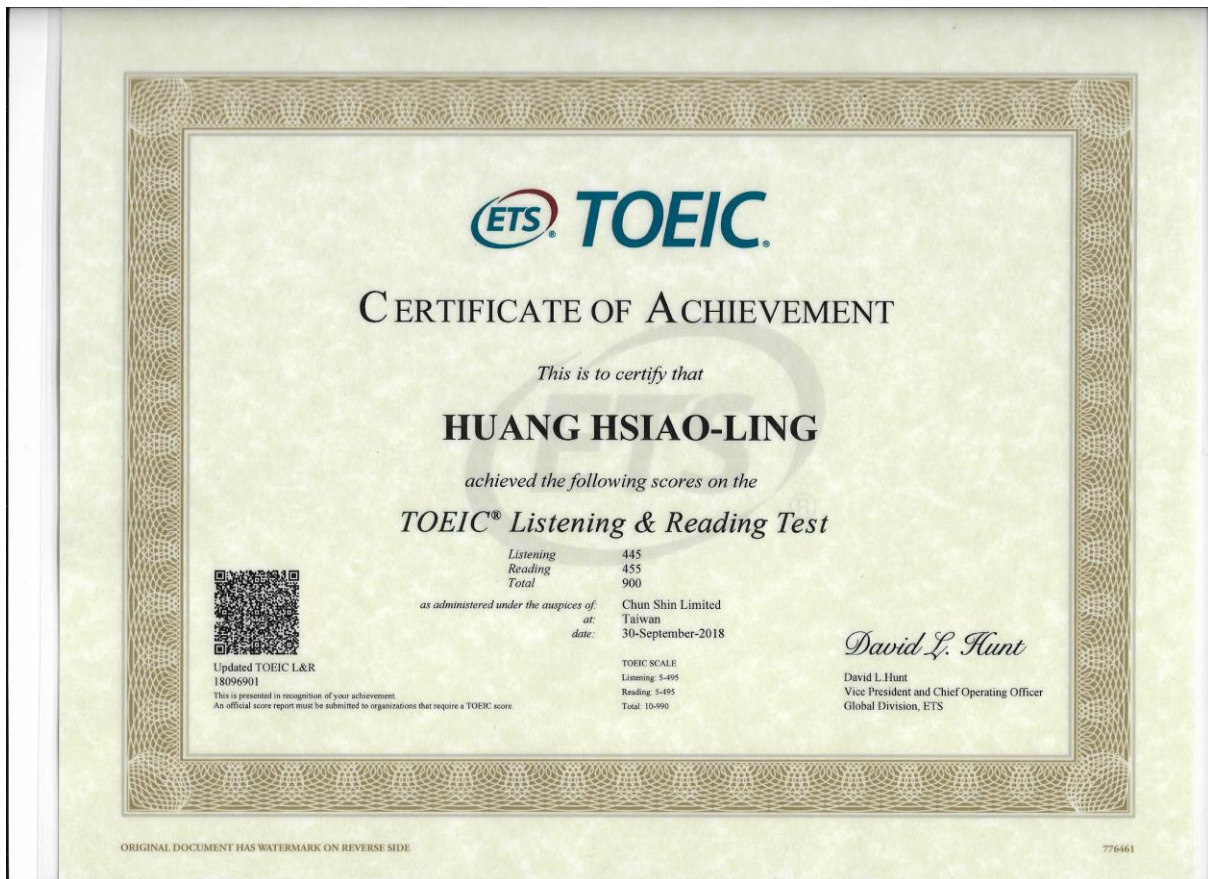 ETS® TOEIC®
CERTIFICATE OF ACHIEVEMENT
This is to certify that
HUANG HSIAO-LING
achieved the following scores on the
TOEIC® Listening & Reading Test
Listening 445
Reading 455
Total 900
as administered under the auspices of: Chun Shin Limited
at: Taiwan
date: 30-September-2018
TOEIC SCALE
Listening: 5-495
Reading: 5-495
Total: 10-990
Updated TOEIC L&R
18096901
This is presented in recognition of your achievement.
An official score report must be submitted to organizations that require a TOEIC score.
David L. Hunt
David L.Hunt
Vice President and Chief Operating Officer
Global Division, ETS
ETS®
ORIGINAL DOCUMENT HAS WATERMARK ON REVERSE SIDE
776461